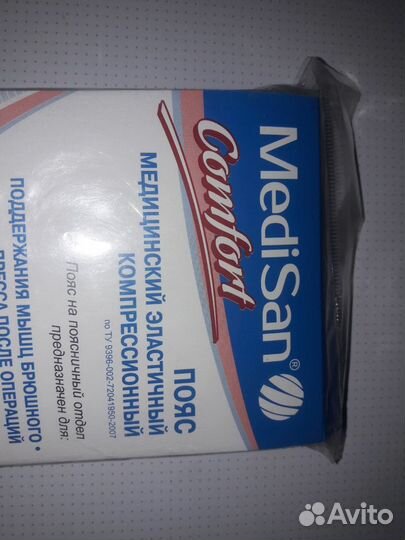 MediSan®
Comfort
ПОЯС
МЕДИЦИНСКИЙ ЭЛАСТИЧНЫЙ
КОМПРЕССИОННЫЙ
по ТУ 9396-002-72041950-2007
Пояс на поясничный отдел
предназначен для:
ПОДДЕРЖАНИЯ МЫШЦ БРЮШНОГО
ПРЕССА ПОСЛЕ ОПЕРАЦИЙ
Avito